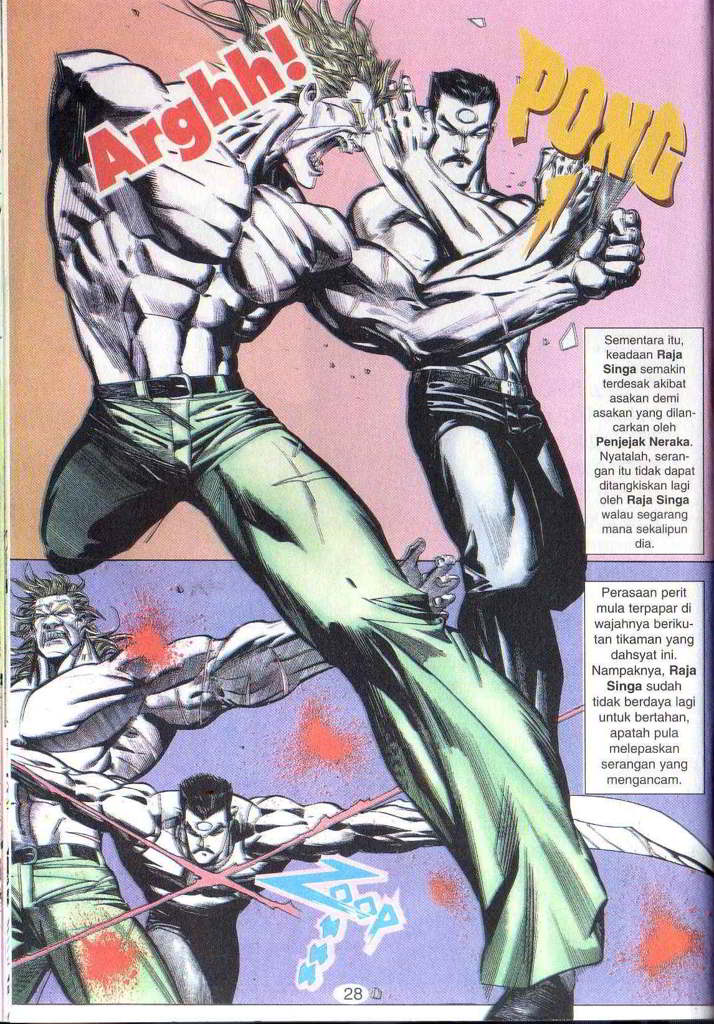 Arghh!
PONG
Sementara itu,
keadaan Raja
Singa semakin
terdesak akibat
asakan demi
asakan yang dilan-
carkan oleh
Penjejak Neraka.
Nyatalah, seran-
gan itu tidak dapat
ditangkiskan lagi
oleh Raja Singa
walau segarang
mana sekalipun
dia.
Perasaan perit
mula terpapar di
wajahnya beriku-
tan tikaman yang
dahsyat ini.
Nampaknya, Raja
Singa sudah
tidak berdaya lagi
untuk bertahan,
apatah pula
melepaskan
serangan yang
mengancam.
28